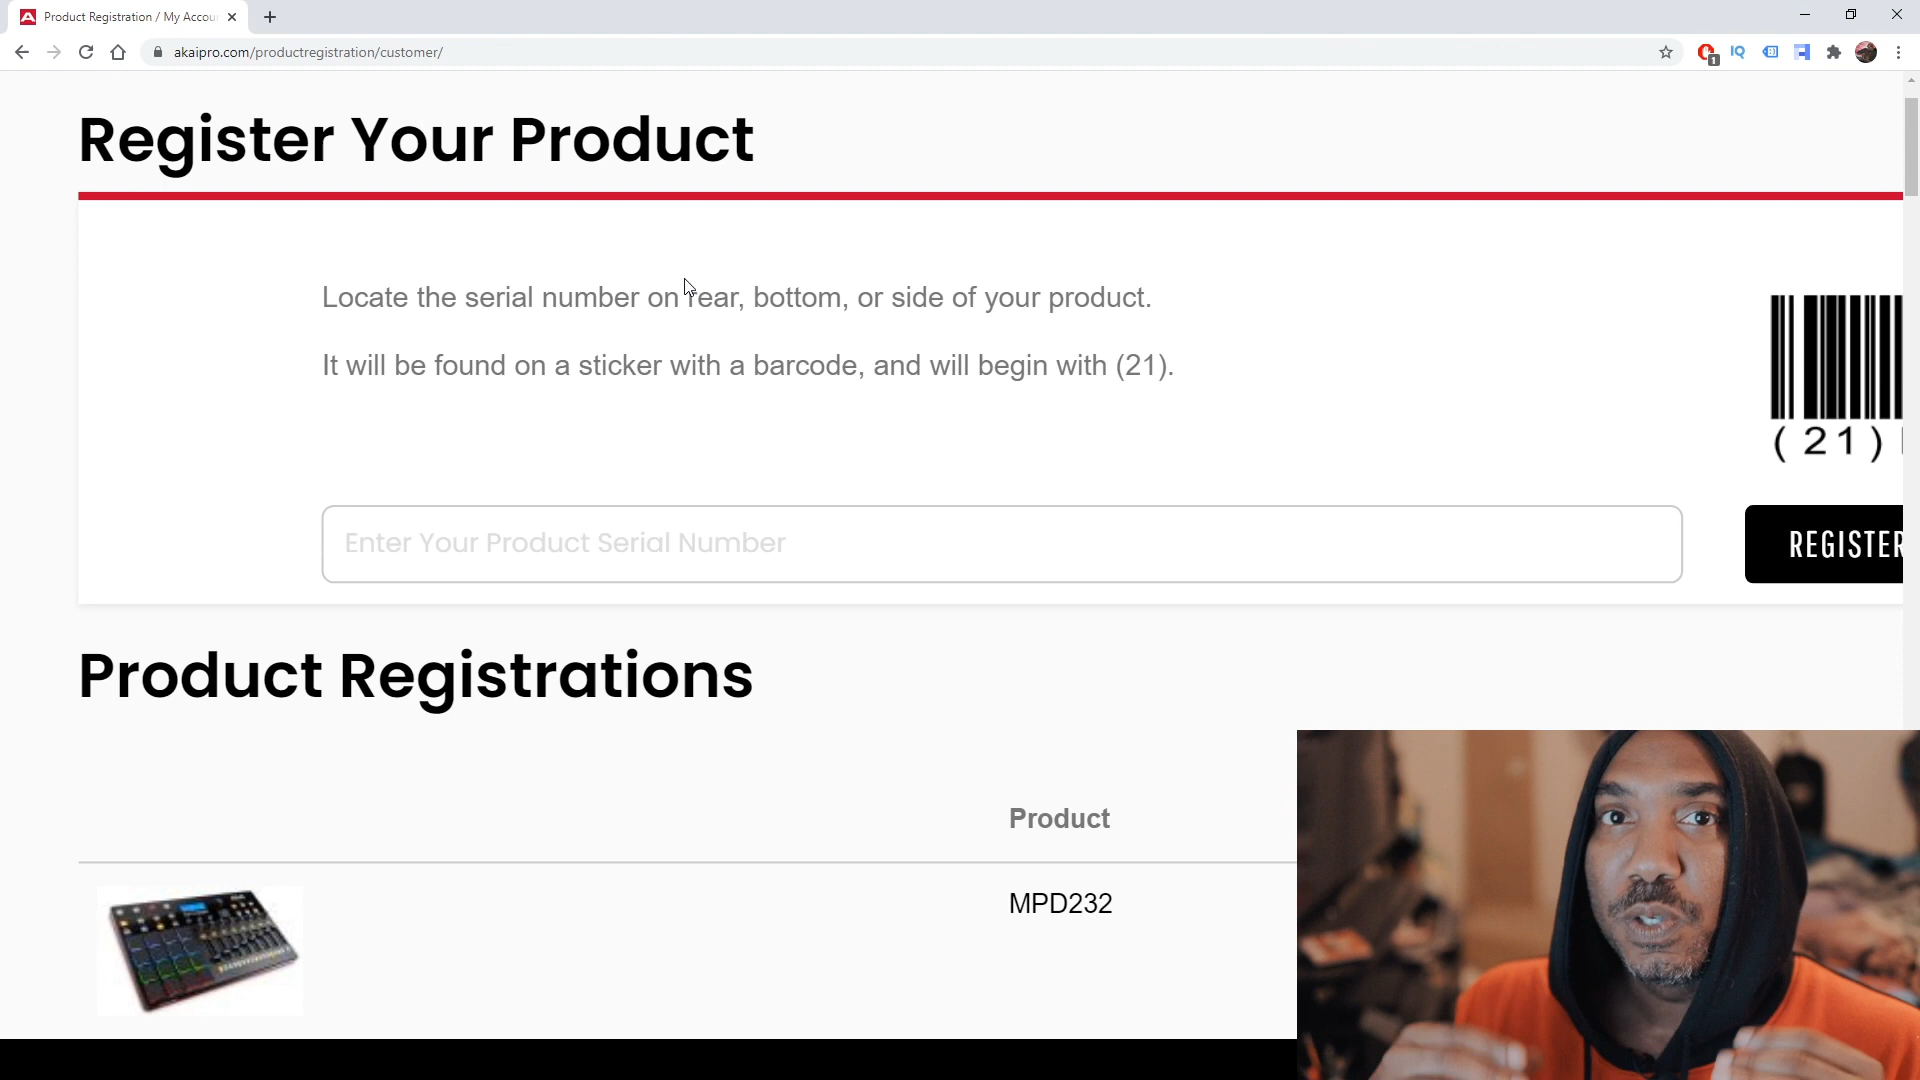 Product Registration / My Accou
akaipro.com/productregistration/customer/
1
IQ
Register Your Product
Locate the serial number on rear, bottom, or side of your product.
It will be found on a sticker with a barcode, and will begin with (21).
(21)
Enter Your Product Serial Number
REGISTER
Product Registrations
Product
MPD232